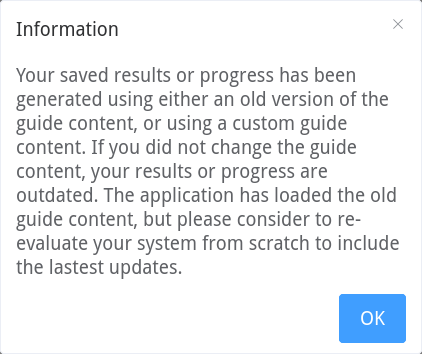 Information
Your saved results or progress has been
generated using either an old version of the
guide content, or using a custom guide
content. If you did not change the guide
content, your results or progress are
outdated. The application has loaded the old
guide content, but please consider to re-
evaluate your system from scratch to include
the lastest updates.
OK